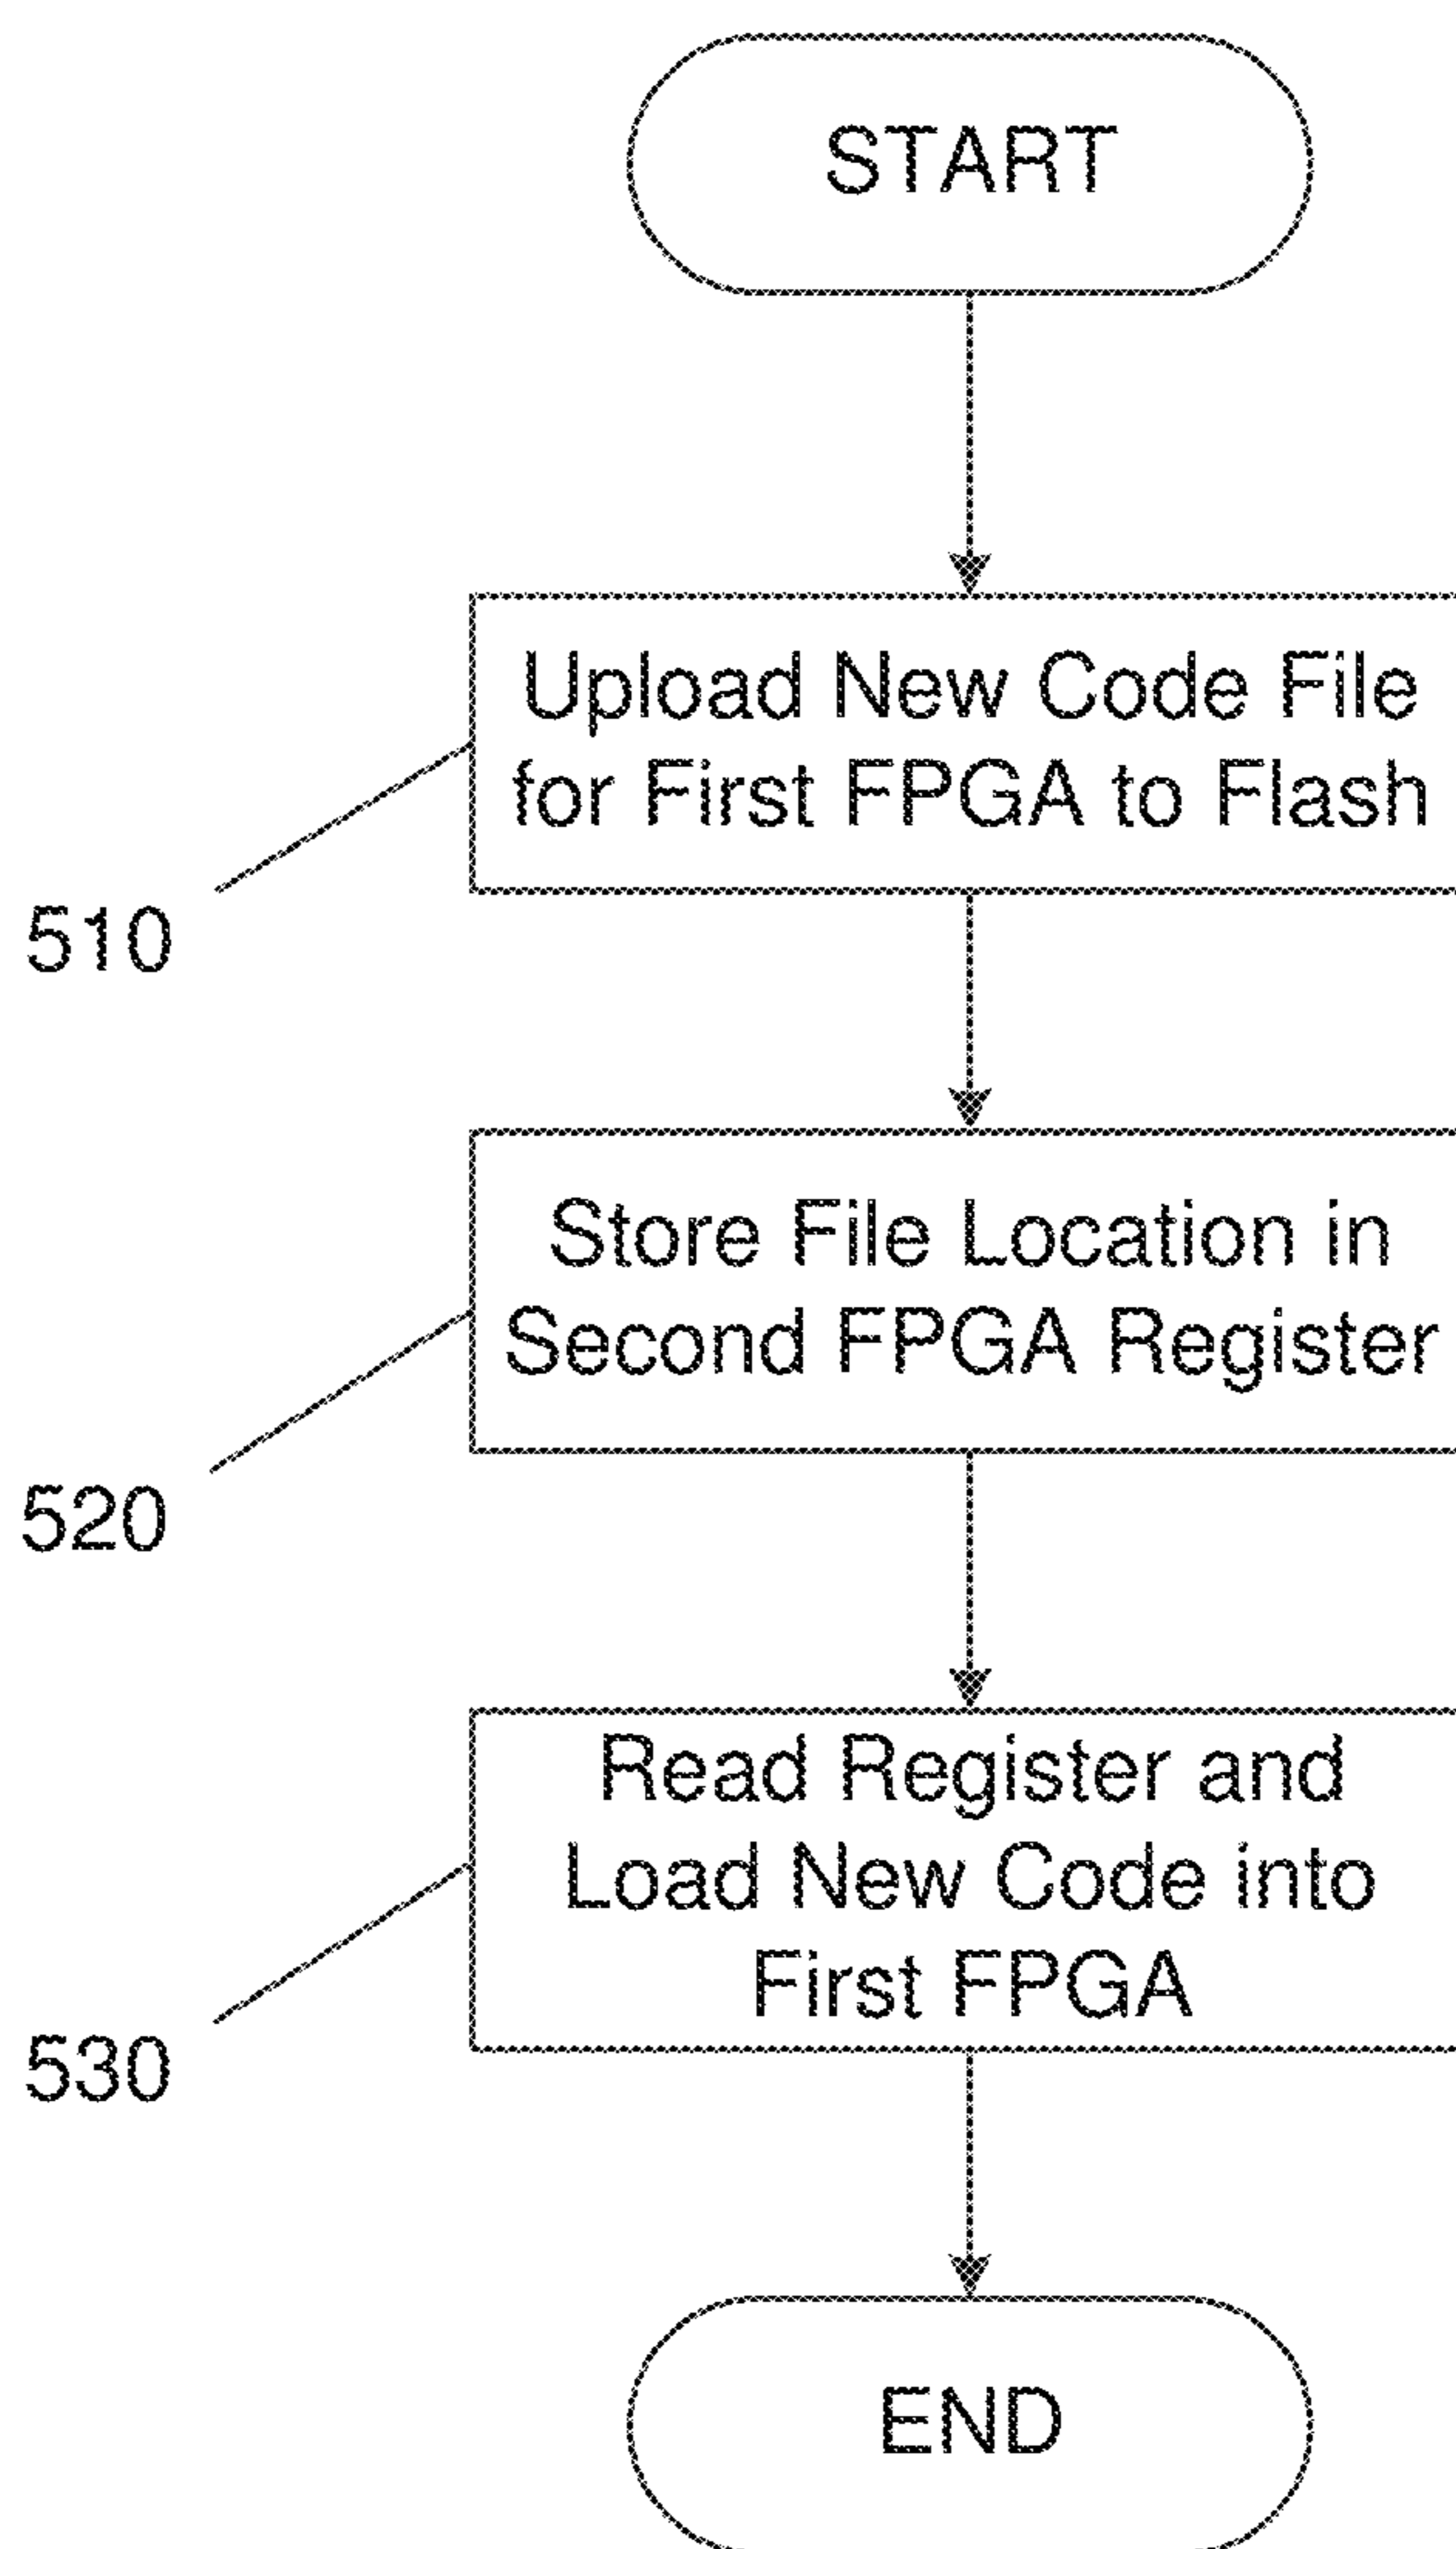 START
Upload New Code File
for First FPGA to Flash
510
Store File Location in
Second FPGA Register
520
Read Register and
Load New Code into
First FPGA
530
END